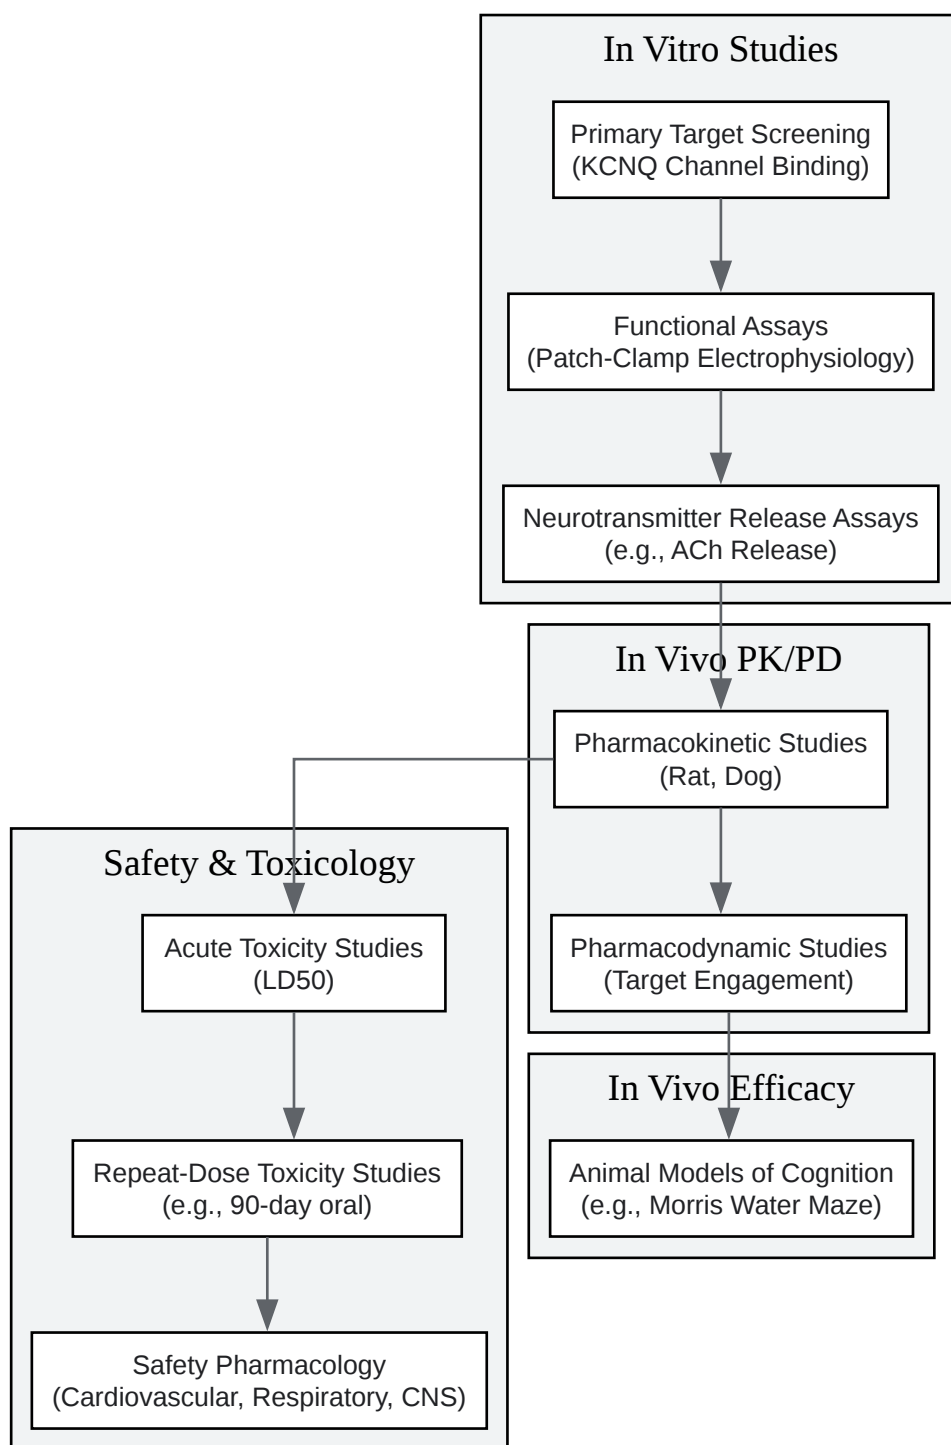 In Vitro Studies
Primary Target Screening
(KCNQ Channel Binding)
Functional Assays
(Patch-Clamp Electrophysiology)
Neurotransmitter Release Assays
(e.g., ACh Release)
In Vivo PK/PD
Pharmacokinetic Studies
(Rat, Dog)
Safety & Toxicology
Acute Toxicity Studies
(LD50)
Pharmacodynamic Studies
(Target Engagement)
In Vivo Efficacy
Repeat-Dose Toxicity Studies
(e.g., 90-day oral)
Animal Models of Cognition
(e.g., Morris Water Maze)
Safety Pharmacology
(Cardiovascular, Respiratory, CNS)